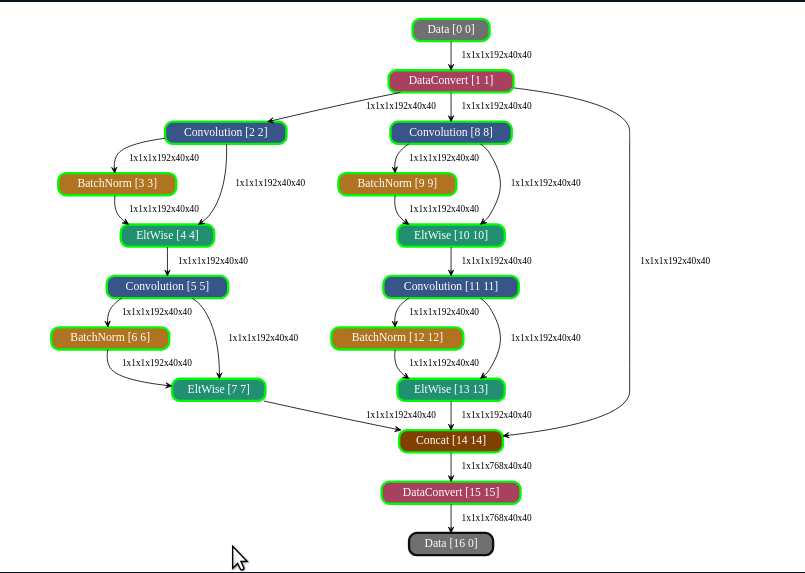 Data [0 0]
1x1x1x192x40x40
DataConvert [1 1]
1x1x1x192x40x40 1x1x1x192x40x40
Convolution [2 2] Convolution [8 8]
1x1x1x192x40x40 1x1x1x192x40x40
BatchNorm [3 3] 1x1x1x192x40x40 BatchNorm [9 9] 1x1x1x192x40x40
1x1x1x192x40x40 1x1x1x192x40x40
EltWise [4 4] EltWise [10 10]
1x1x1x192x40x40 1x1x1x192x40x40 1x1x1x192x40x40
Convolution [5 5] Convolution [11 11]
1x1x1x192x40x40 1x1x1x192x40x40
BatchNorm [6 6] 1x1x1x192x40x40 BatchNorm [12 12] 1x1x1x192x40x40
1x1x1x192x40x40 1x1x1x192x40x40
EltWise [7 7] EltWise [13 13]
1x1x1x192x40x40 1x1x1x192x40x40
Concat [14 14]
1x1x1x768x40x40
DataConvert [15 15]
1x1x1x768x40x40
Data [16 0]